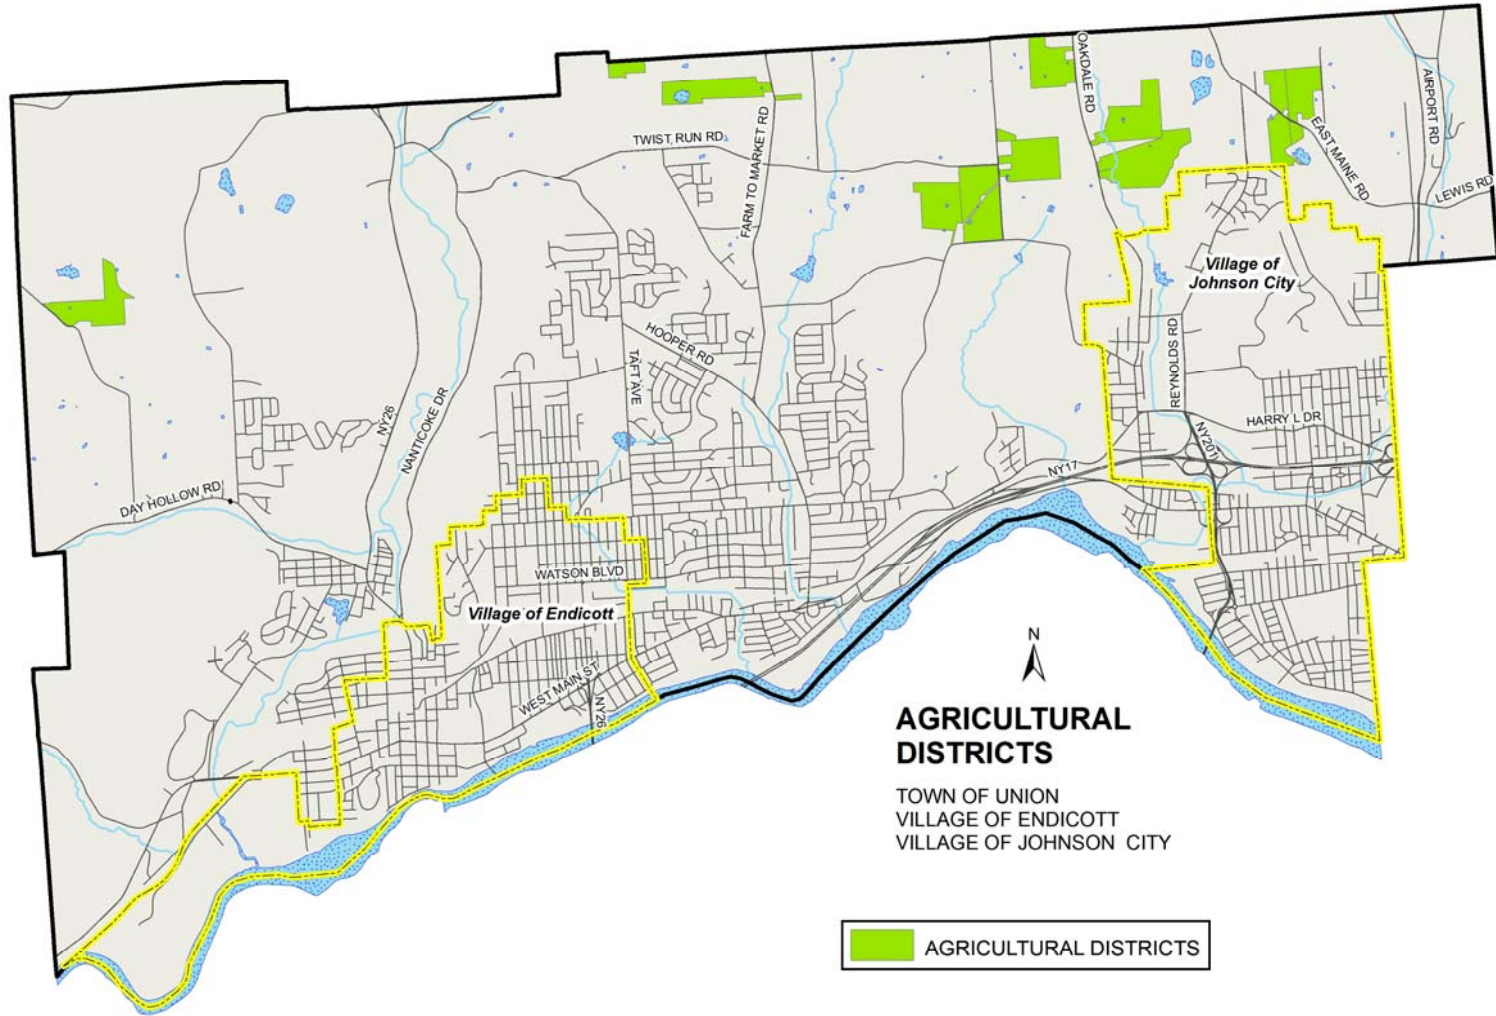 OAKDALE RD
AIRPORT RD
TWIST RUN RD
FARM TO MARKET RD
EAST MAINE RD
LEWIS RD
Village of
Johnson City
HOOPER RD
TAFT AVE
REYNOLDS RD
NY26
NANTICOKE DR
HARRY L DR
NY201
NY17
DAY HOLLOW RD
WATSON BLVD
Village of Endicott
WEST MAIN ST
NY26
N
AGRICULTURAL
DISTRICTS
TOWN OF UNION
VILLAGE OF ENDICOTT
VILLAGE OF JOHNSON CITY
AGRICULTURAL DISTRICTS